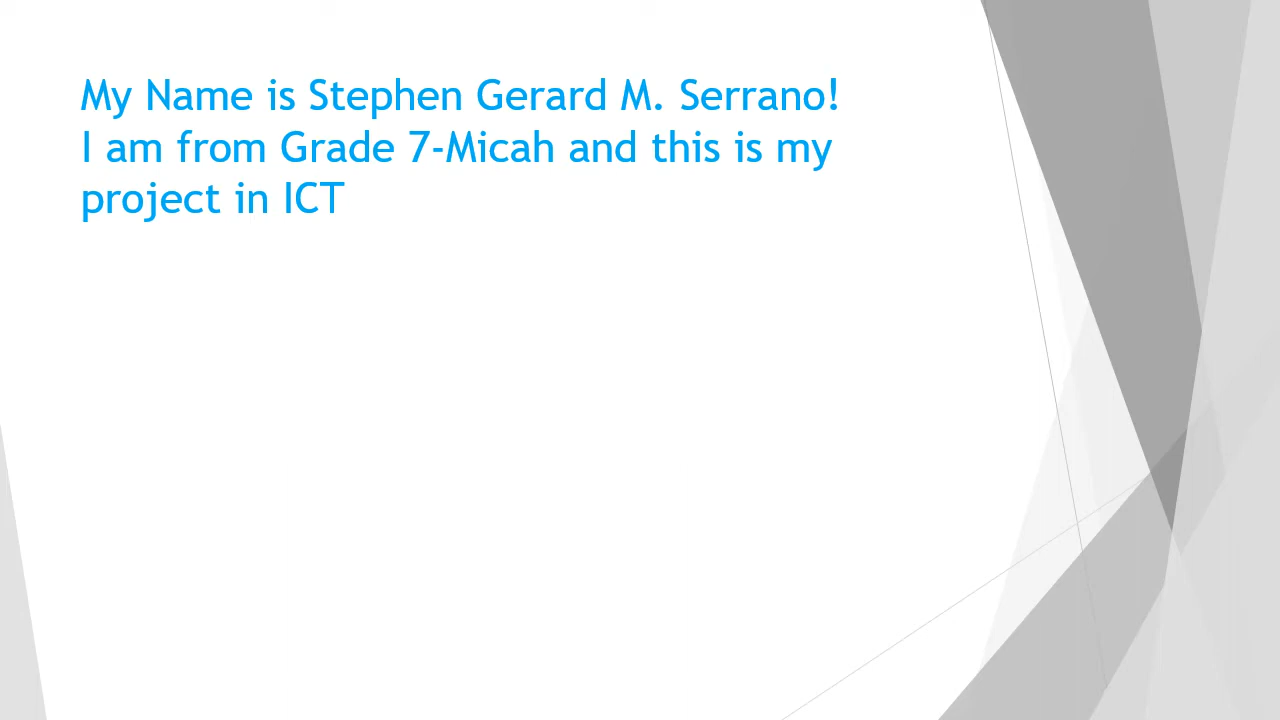 My Name is Stephen Gerard M. Serrano!
I am from Grade 7-Micah and this is my
project in ICT